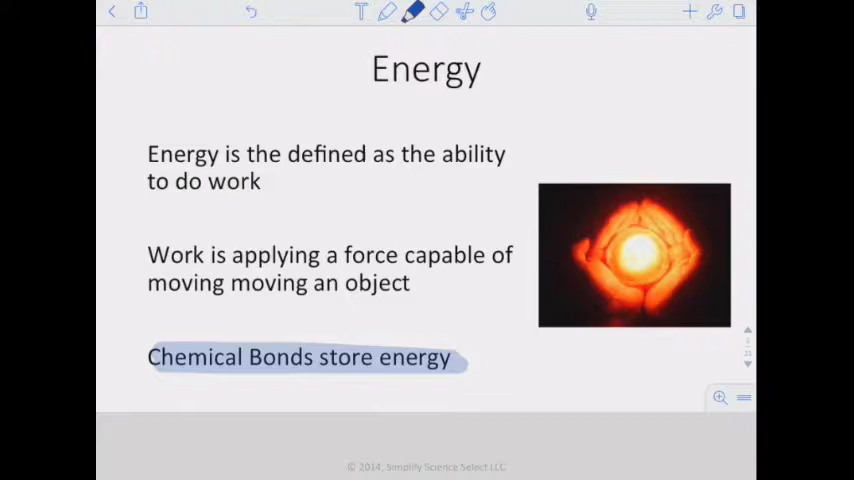 Energy
Energy is the defined as the ability
to do work
Work is applying a force capable of
moving moving an object
Chemical Bonds store energy
© 2014, Simplify Science Select LLC